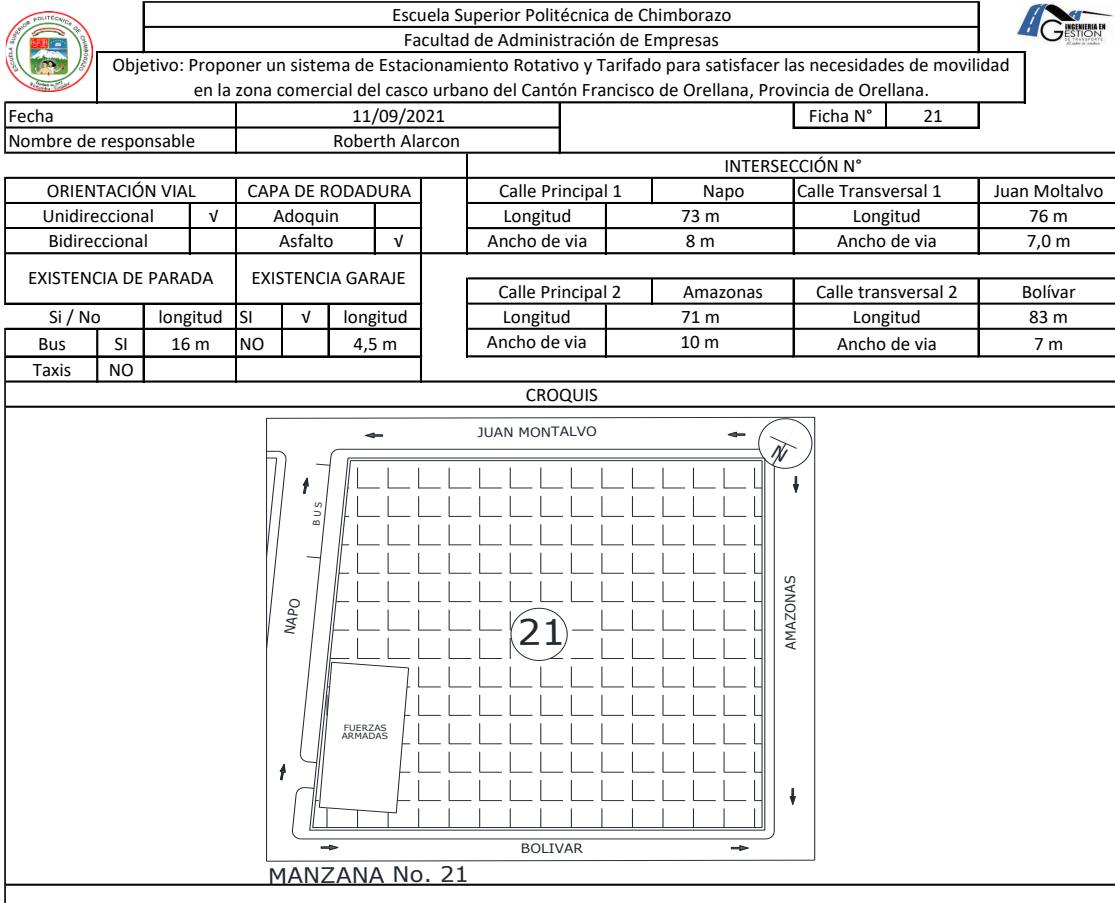 Escuela Superior Politécnica de Chimborazo
Facultad de Administración de Empresas
Objetivo: Proponer un sistema de Estacionamiento Rotativo y Tarifado para satisfacer las necesidades de movilidad
en la zona comercial del casco urbano del Cantón Francisco de Orellana, Provincia de Orellana.
INGENIERIA EN
GESTION
DE TRANSPORTE
Fecha 11/09/2021 Ficha N° 21
Nombre de responsable Roberth Alarcon
INTERSECCIÓN N°
ORIENTACIÓN VIAL CAPA DE RODADURA Calle Principal 1 Napo Calle Transversal 1 Juan Moltalvo
Unidireccional √ Adoquin Longitud 73 m Longitud 76 m
Bidireccional Asfalto √ Ancho de via 8 m Ancho de via 7,0 m
EXISTENCIA DE PARADA EXISTENCIA GARAJE
Calle Principal 2 Amazonas Calle transversal 2 Bolívar
Si / No longitud SI √ longitud Longitud 71 m Longitud 83 m
Bus SI 16 m NO 4,5 m Ancho de via 10 m Ancho de via 7 m
Taxis NO
CROQUIS
JUAN MONTALVO
N
BUS
NAPO
AMAZONAS
21
FUERZAS
ARMADAS
BOLIVAR
MANZANA No. 21